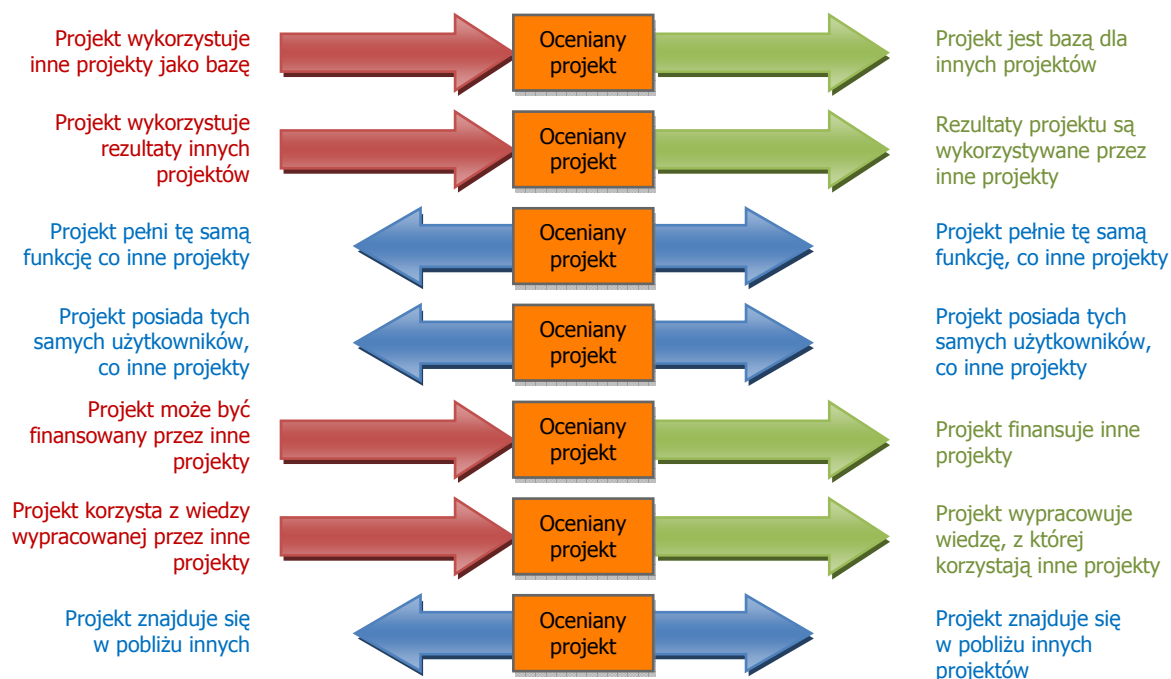 Projekt wykorzystuje
inne projekty jako bazę
Oceniany
projekt
Projekt jest bazą dla
innych projektów
Projekt wykorzystuje
rezultaty innych
projektów
Oceniany
projekt
Rezultaty projektu są
wykorzystywane przez
inne projekty
Projekt pełni tę samą
funkcję co inne projekty
Oceniany
projekt
Projekt pełnie tę samą
funkcję, co inne projekty
Projekt posiada tych
samych użytkowników,
co inne projekty
Oceniany
projekt
Projekt posiada tych
samych użytkowników,
co inne projekty
Projekt może być
finansowany przez inne
projekty
Oceniany
projekt
Projekt finansuje inne
projekty
Projekt korzysta z wiedzy
wypracowanej przez inne
projekty
Oceniany
projekt
Projekt wypracowuje
wiedzę, z której
korzystają inne projekty
Projekt znajduje się
w pobliżu innych
Oceniany
projekt
Projekt znajduje się
w pobliżu innych
projektów